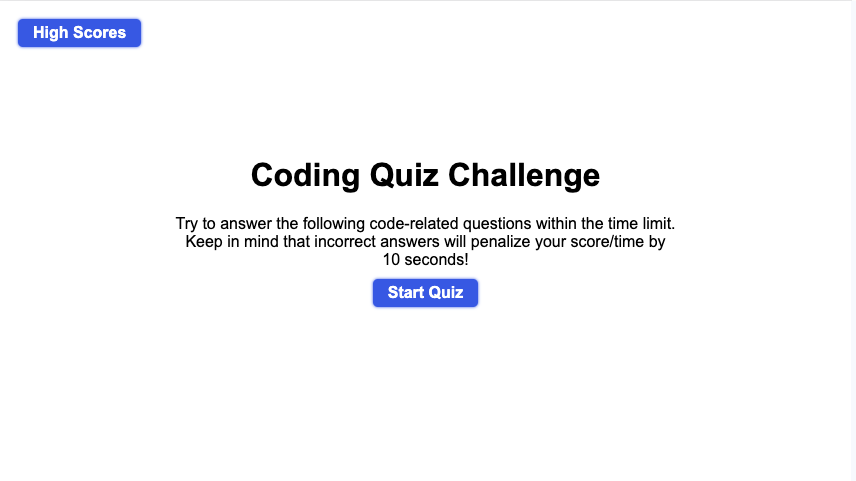 High Scores
Coding Quiz Challenge
Try to answer the following code-related questions within the time limit.
Keep in mind that incorrect answers will penalize your score/time by
10 seconds!
Start Quiz